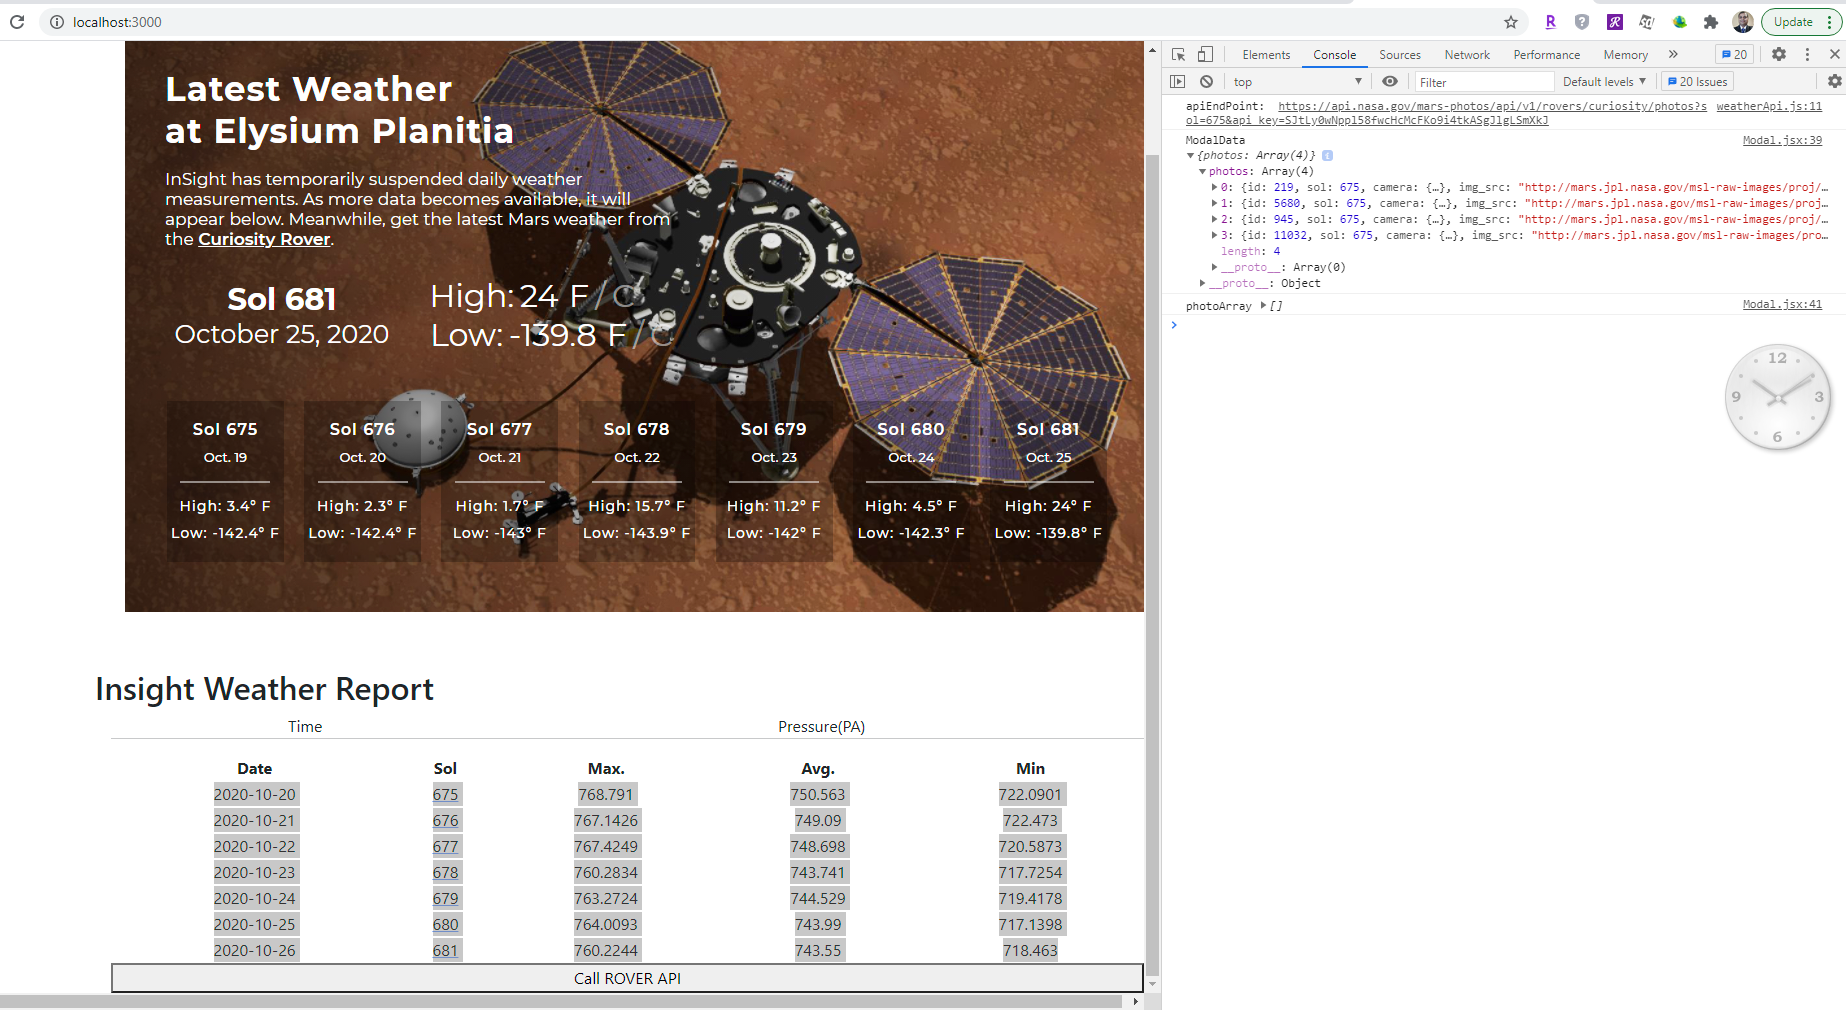 localhost:3000
Update
Latest Weather
at Elysium Planitia
InSight has temporarily suspended daily weather
measurements. As more data becomes available, it will
appear below. Meanwhile, get the latest Mars weather from
the Curiosity Rover.
Sol 681
October 25, 2020
High: 24 F / C
Low: -139.8 F / C
Sol 675
Oct. 19
High: 3.4° F
Low: -142.4° F
Sol 676
Oct. 20
High: 2.3° F
Low: -142.4° F
Sol 677
Oct. 21
High: 1.7° F
Low: -143° F
Sol 678
Oct. 22
High: 15.7° F
Low: -143.9° F
Sol 679
Oct. 23
High: 11.2° F
Low: -142° F
Sol 680
Oct. 24
High: 4.5° F
Low: -142.3° F
Sol 681
Oct. 25
High: 24° F
Low: -139.8° F
Insight Weather Report
Time Pressure(PA)
Date Sol Max. Avg. Min
2020-10-20 675 768.791 750.563 722.0901
2020-10-21 676 767.1426 749.09 722.473
2020-10-22 677 767.4249 748.698 720.5873
2020-10-23 678 760.2834 743.741 717.7254
2020-10-24 679 763.2724 744.529 719.4178
2020-10-25 680 764.0093 743.99 717.1398
2020-10-26 681 760.2244 743.55 718.463
Call ROVER API
Elements Console Sources Network Performance Memory » 20
top Filter Default levels 20 Issues
apiEndPoint: https://api.nasa.gov/mars-photos/api/v1/rovers/curiosity/photos?s weatherApi.js:11
ol=675&api_key=SJtLy0wNppl58fwcHcMcFKo9i4tkASgJlgLSmXkJ
ModalData Modal.jsx:39
{photos: Array(4)} i
photos: Array(4)
0: {id: 219, sol: 675, camera: {…}, img_src: "http://mars.jpl.nasa.gov/msl-raw-images/proj/…
1: {id: 5680, sol: 675, camera: {…}, img_src: "http://mars.jpl.nasa.gov/msl-raw-images/proj…
2: {id: 945, sol: 675, camera: {…}, img_src: "http://mars.jpl.nasa.gov/msl-raw-images/proj/…
3: {id: 11032, sol: 675, camera: {…}, img_src: "http://mars.jpl.nasa.gov/msl-raw-images/pro…
length: 4
__proto__: Array(0)
__proto__: Object
photoArray [] Modal.jsx:41
12
9 3
6